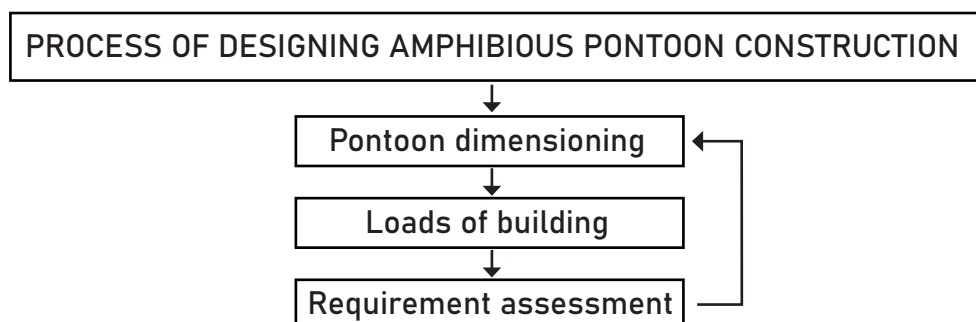 PROCESS OF DESIGNING AMPHIBIOUS PONTOON CONSTRUCTION
Pontoon dimensioning
Loads of building
Requirement assessment